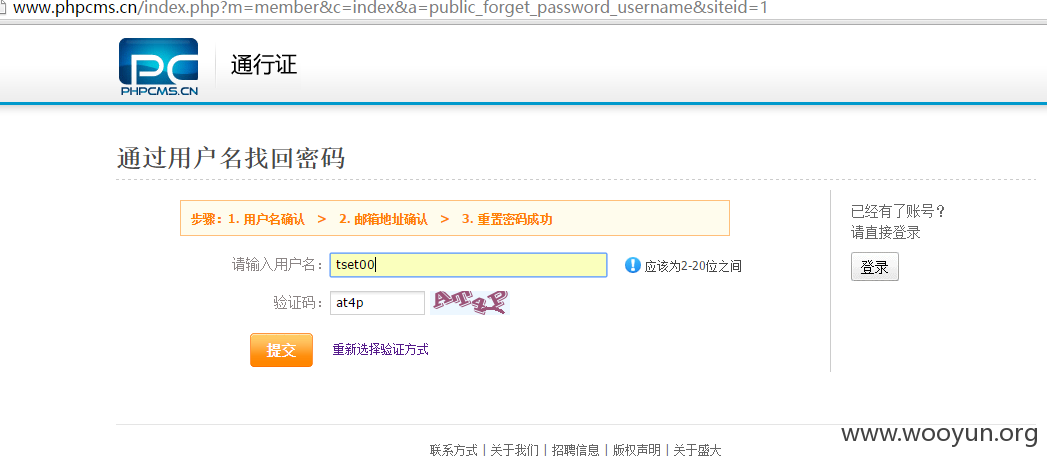 www.phpcms.cn/index.php?m=member&c=index&a=public_forget_password_username&siteid=1
PC
PHPCMS.CN
通行证
通过用户名找回密码
步骤：1. 用户名确认 > 2. 邮箱地址确认 > 3. 重置密码成功
请输入用户名： tset00 应该为2-20位之间
验证码： at4p AT4P
提交 重新选择验证方式
已经有了账号？
请直接登录
登录
联系方式 | 关于我们 | 招聘信息 | 版权声明 | 关于盛大
www.wooyun.org